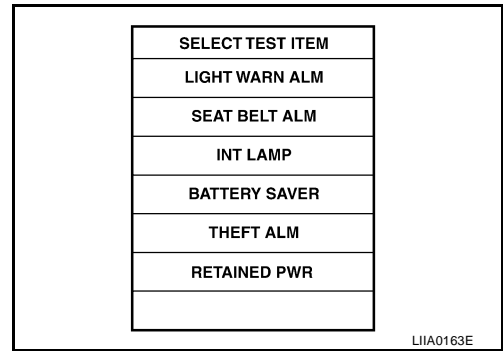 SELECT TEST ITEM
LIGHT WARN ALM
SEAT BELT ALM
INT LAMP
BATTERY SAVER
THEFT ALM
RETAINED PWR
LIIA0163E